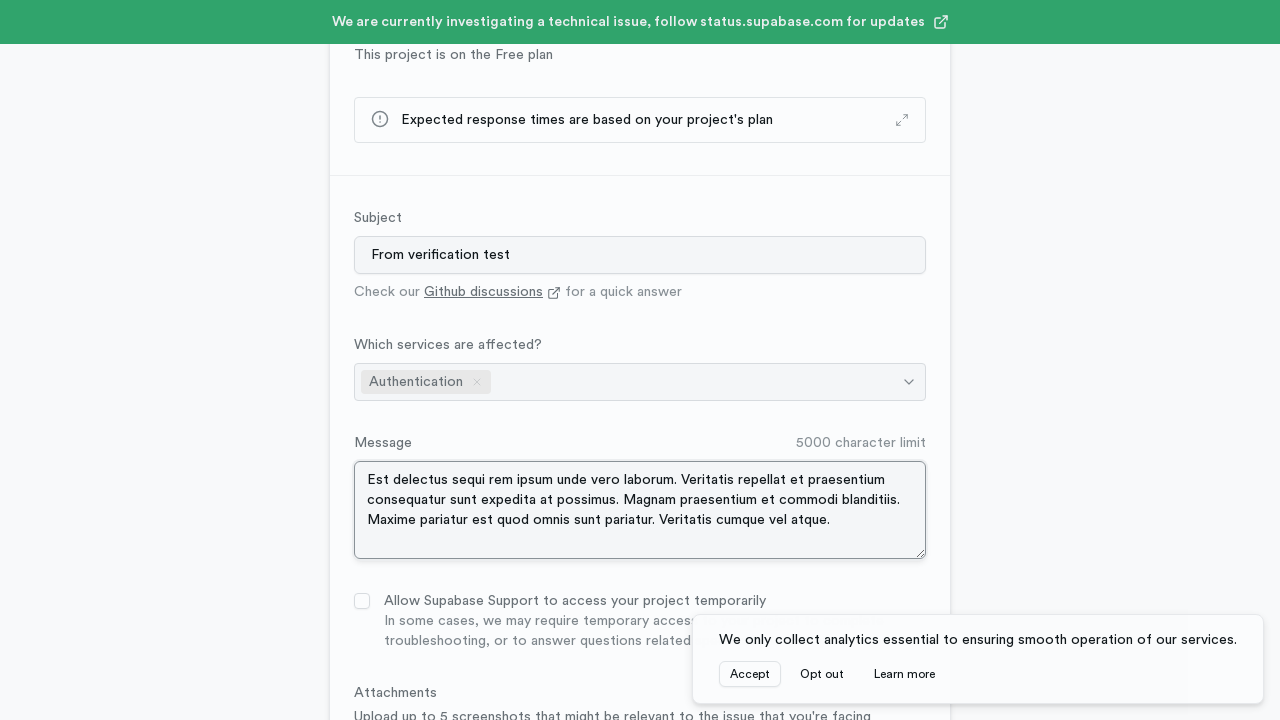 We are currently investigating a technical issue, follow status.supabase.com for updates
This project is on the Free plan
Expected response times are based on your project's plan
Subject
From verification test
Check our Github discussions for a quick answer
Which services are affected?
Authentication
Message
5000 character limit
Est delectus sequi rem ipsum unde vero laborum. Veritatis repellat et praesentium
consequatur sunt expedita at possimus. Magnam praesentium et commodi blanditiis.
Maxime pariatur est quod omnis sunt pariatur. Veritatis cumque vel atque.
Allow Supabase Support to access your project temporarily
In some cases, we may require temporary access
troubleshooting, or to answer questions related
We only collect analytics essential to ensuring smooth operation of our services.
Accept
Opt out
Learn more
Attachments
Upload up to 5 screenshots that might be relevant to the issue that you're facing